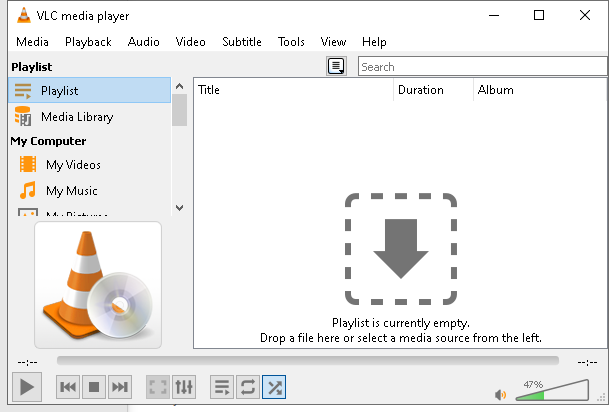 VLC media player
Media Playback Audio Video Subtitle Tools View Help
Playlist
Search
Playlist
Title Duration Album
Media Library
My Computer
My Videos
My Music
My Pictures
Playlist is currently empty.
Drop a file here or select a media source from the left.
--:-- --:--
47%